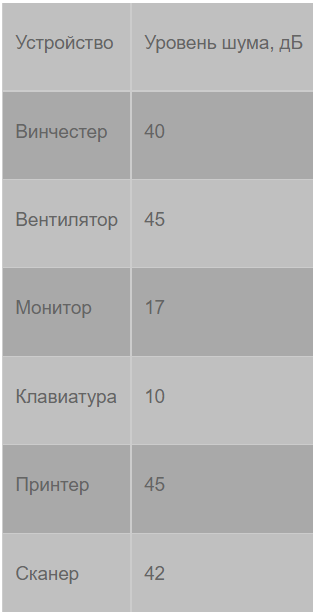 Устройство Уровень шума, дБ
Винчестер 40
Вентилятор 45
Монитор 17
Клавиатура 10
Принтер 45
Сканер 42